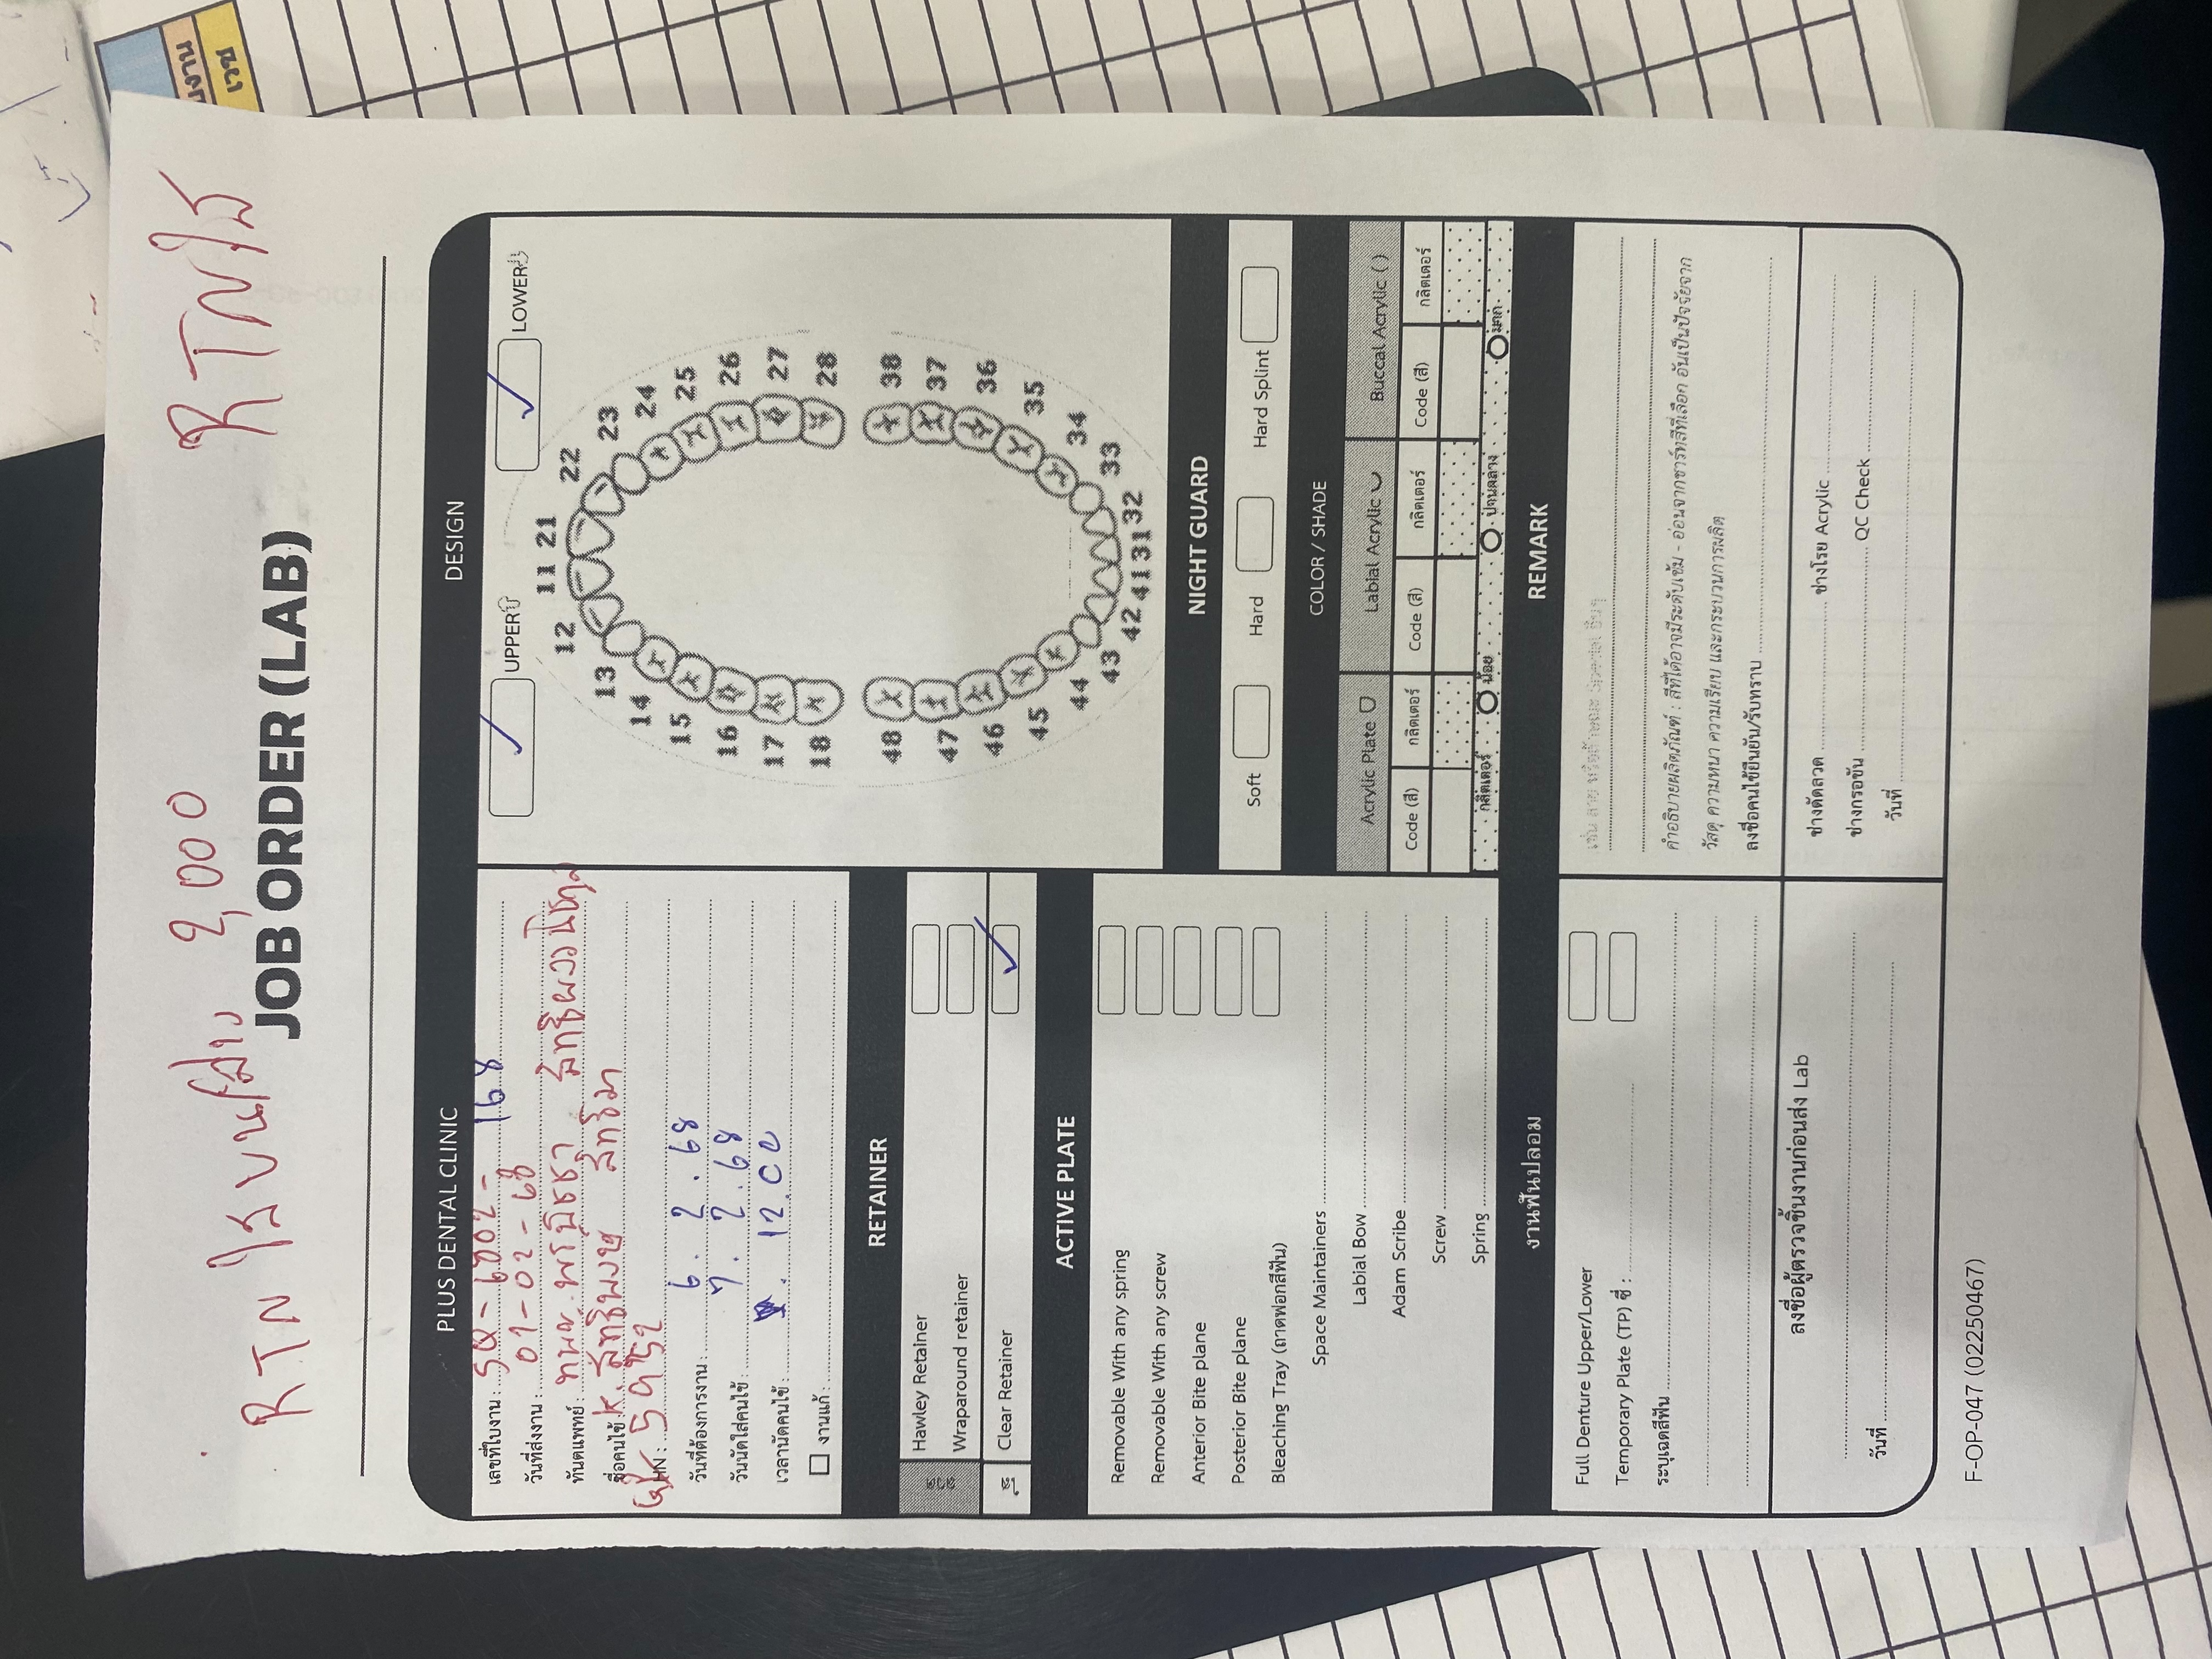 RTN ใส บน/ล่าง 2,000
RTN ใส
JOB ORDER (LAB)
PLUS DENTAL CLINIC
เลขที่ใบงาน : SQ-6802-168
วันที่ส่งงาน : 01-02-68
ทันตแพทย์ : ทพญ. พรพิชชา
ชื่อคนไข้ : K. สิทธิพงษ์ สิทธิมา
HN : 5952
วันที่ต้องการงาน : 6. 2. 68
วันนัดใส่คนไข้ : 7. 2. 68
เวลานัดคนไข้ : 12.00
งานแก้ :
DESIGN
UPPER
LOWER
11 21
12 22
13 23
14 24
15 25
16 26
17 27
18 28
48 38
47 37
46 36
45 35
44 34
43 33
42 41 31 32
RETAINER
ลวด
Hawley Retainer
Wraparound retainer
ใส
Clear Retainer
ACTIVE PLATE
Removable With any spring
Removable With any screw
Anterior Bite plane
Posterior Bite plane
Bleaching Tray (ถาดฟอกสีฟัน)
Space Maintainers
Labial Bow
Adam Scribe
Screw
Spring
NIGHT GUARD
Soft Hard Hard Splint
COLOR / SHADE
Acrylic Plate Labial Acrylic Buccal Acrylic ( )
Code (สี) กลิตเตอร์ Code (สี) กลิตเตอร์ Code (สี) กลิตเตอร์
กลิตเตอร์ น้อย ปานกลาง มาก
งานฟันปลอม
Full Denture Upper/Lower
Temporary Plate (TP) ซี่ :
ระบุเฉดสีฟัน
REMARK
เช่น ลาย หรือลักษณะ Special อื่นๆ
คำอธิบายผลิตภัณฑ์ : สีที่ได้อาจมีระดับเข้ม - อ่อนจากชาร์ทสีที่เลือก อันเป็นปัจจัยจาก
วัสดุ ความหนา ความเรียบ และกระบวนการผลิต
ลงชื่อคนไข้ยืนยัน/รับทราบ
ลงชื่อผู้ตรวจชิ้นงานก่อนส่ง Lab
วันที่
ช่างดัดลวด ช่างโรย Acrylic
ช่างกรอขัน QC Check
วันที่
F-OP-047 (02250467)
เวช